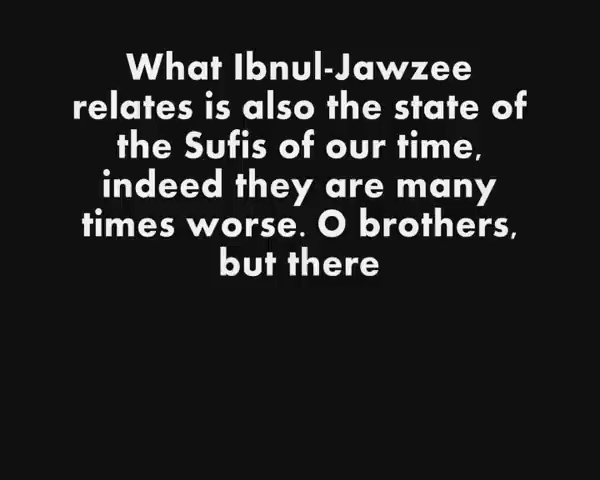 What Ibnul-Jawzee
relates is also the state of
the Sufis of our time,
indeed they are many
times worse. O brothers,
but there